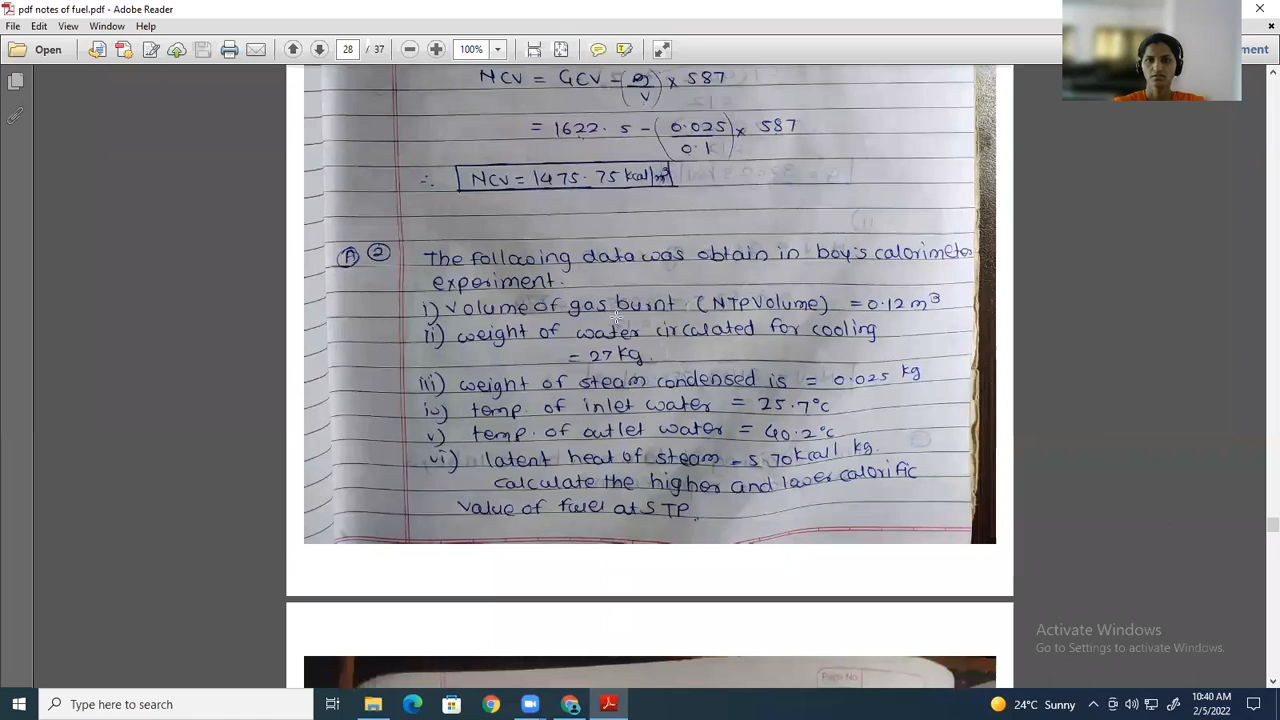 pdf notes of fuel.pdf - Adobe Reader
File Edit View Window Help
Open 28 / 37 100% ment
NCV = GCV - (m/V) × 587
= 1622.5 - (0.025/0.1) × 587
∴ NCV = 1475.75 kcal/m³
A 2 The following data was obtain in boy's calorimeter
experiment.
i) volume of gas burnt (NTP Volume) = 0.12 m³
ii) weight of water circulated for cooling
= 27 kg.
iii) weight of steam condensed is = 0.025 kg
iv) temp. of inlet water = 25.7°C
v) temp. of outlet water = 40.2°C
vi) latent heat of steam = 570 kcal/kg.
calculate the higher and lower calorific
value of fuel at STP.
Page No
Activate Windows
Go to Settings to activate Windows.
Type here to search
24°C Sunny
10:40 AM
2/5/2022